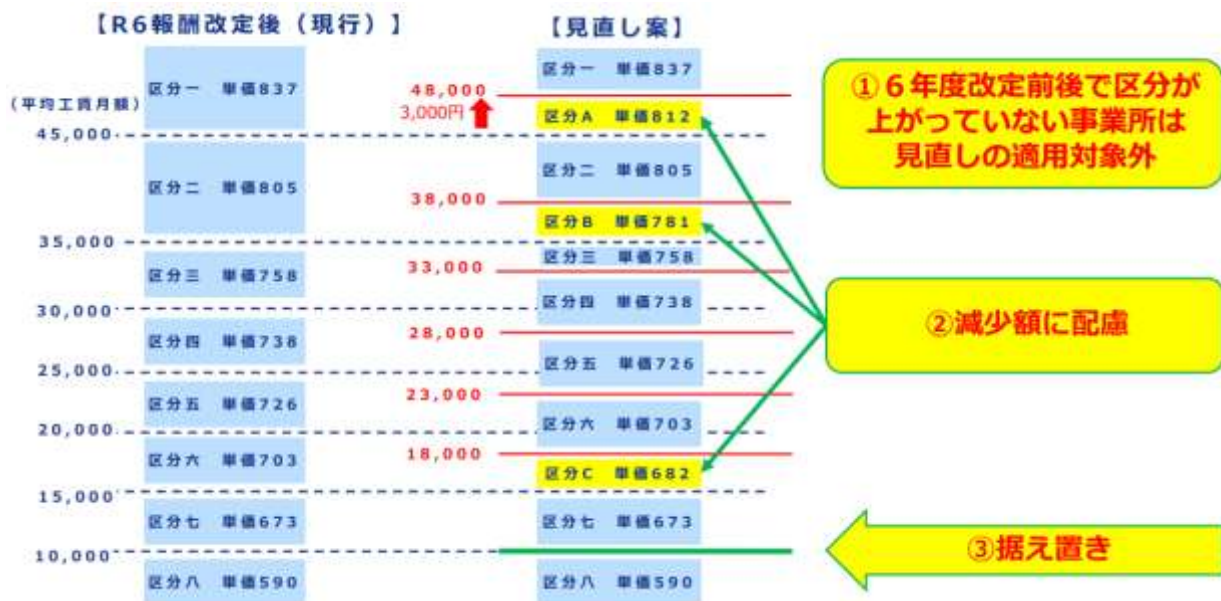 【R6報酬改定後（現行）】
【見直し案】
(平均工賃月額)
区分一 単価837
45,000
区分二 単価805
35,000
区分三 単価758
30,000
区分四 単価738
25,000
区分五 単価726
20,000
区分六 単価703
15,000
区分七 単価673
10,000
区分八 単価590
48,000
3,000円
38,000
33,000
28,000
23,000
18,000
区分一 単価837
区分A 単価812
区分二 単価805
区分B 単価781
区分三 単価758
区分四 単価738
区分五 単価726
区分六 単価703
区分C 単価682
区分七 単価673
区分八 単価590
①６年度改定前後で区分が
上がっていない事業所は
見直しの適用対象外
②減少額に配慮
③据え置き